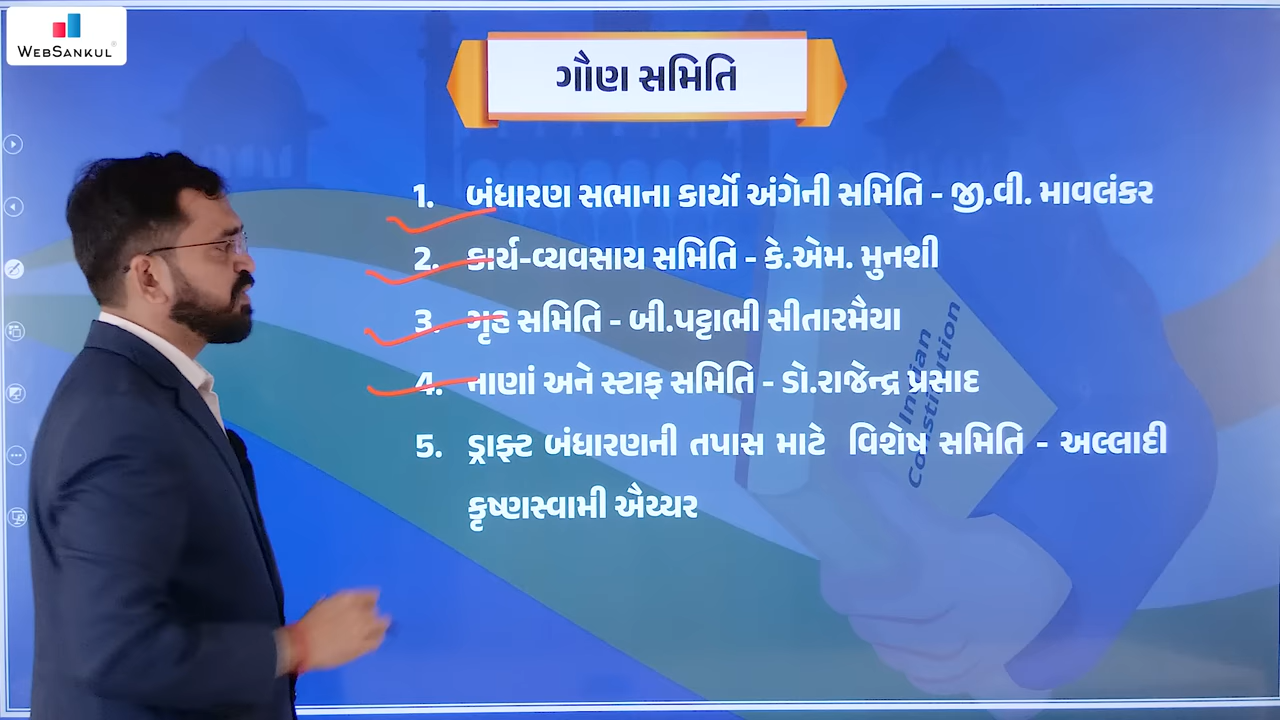 WEBSANKUL
ગૌણ સમિતિ
1. બંધારણ સભાના કાર્યો અંગેની સમિતિ - જી.વી. માવલંકર
2. કાર્ય-વ્યવસાય સમિતિ - કે.એમ. મુનશી
3. ગૃહ સમિતિ - બી.પટ્ટાભી સીતારમૈયા
4. નાણાં અને સ્ટાફ સમિતિ - ડૉ.રાજેન્દ્ર પ્રસાદ
5. ડ્રાફ્ટ બંધારણની તપાસ માટે વિશેષ સમિતિ - અલ્લાદી
કૃષ્ણસ્વામી ઐય્યર
Indian
Constitution